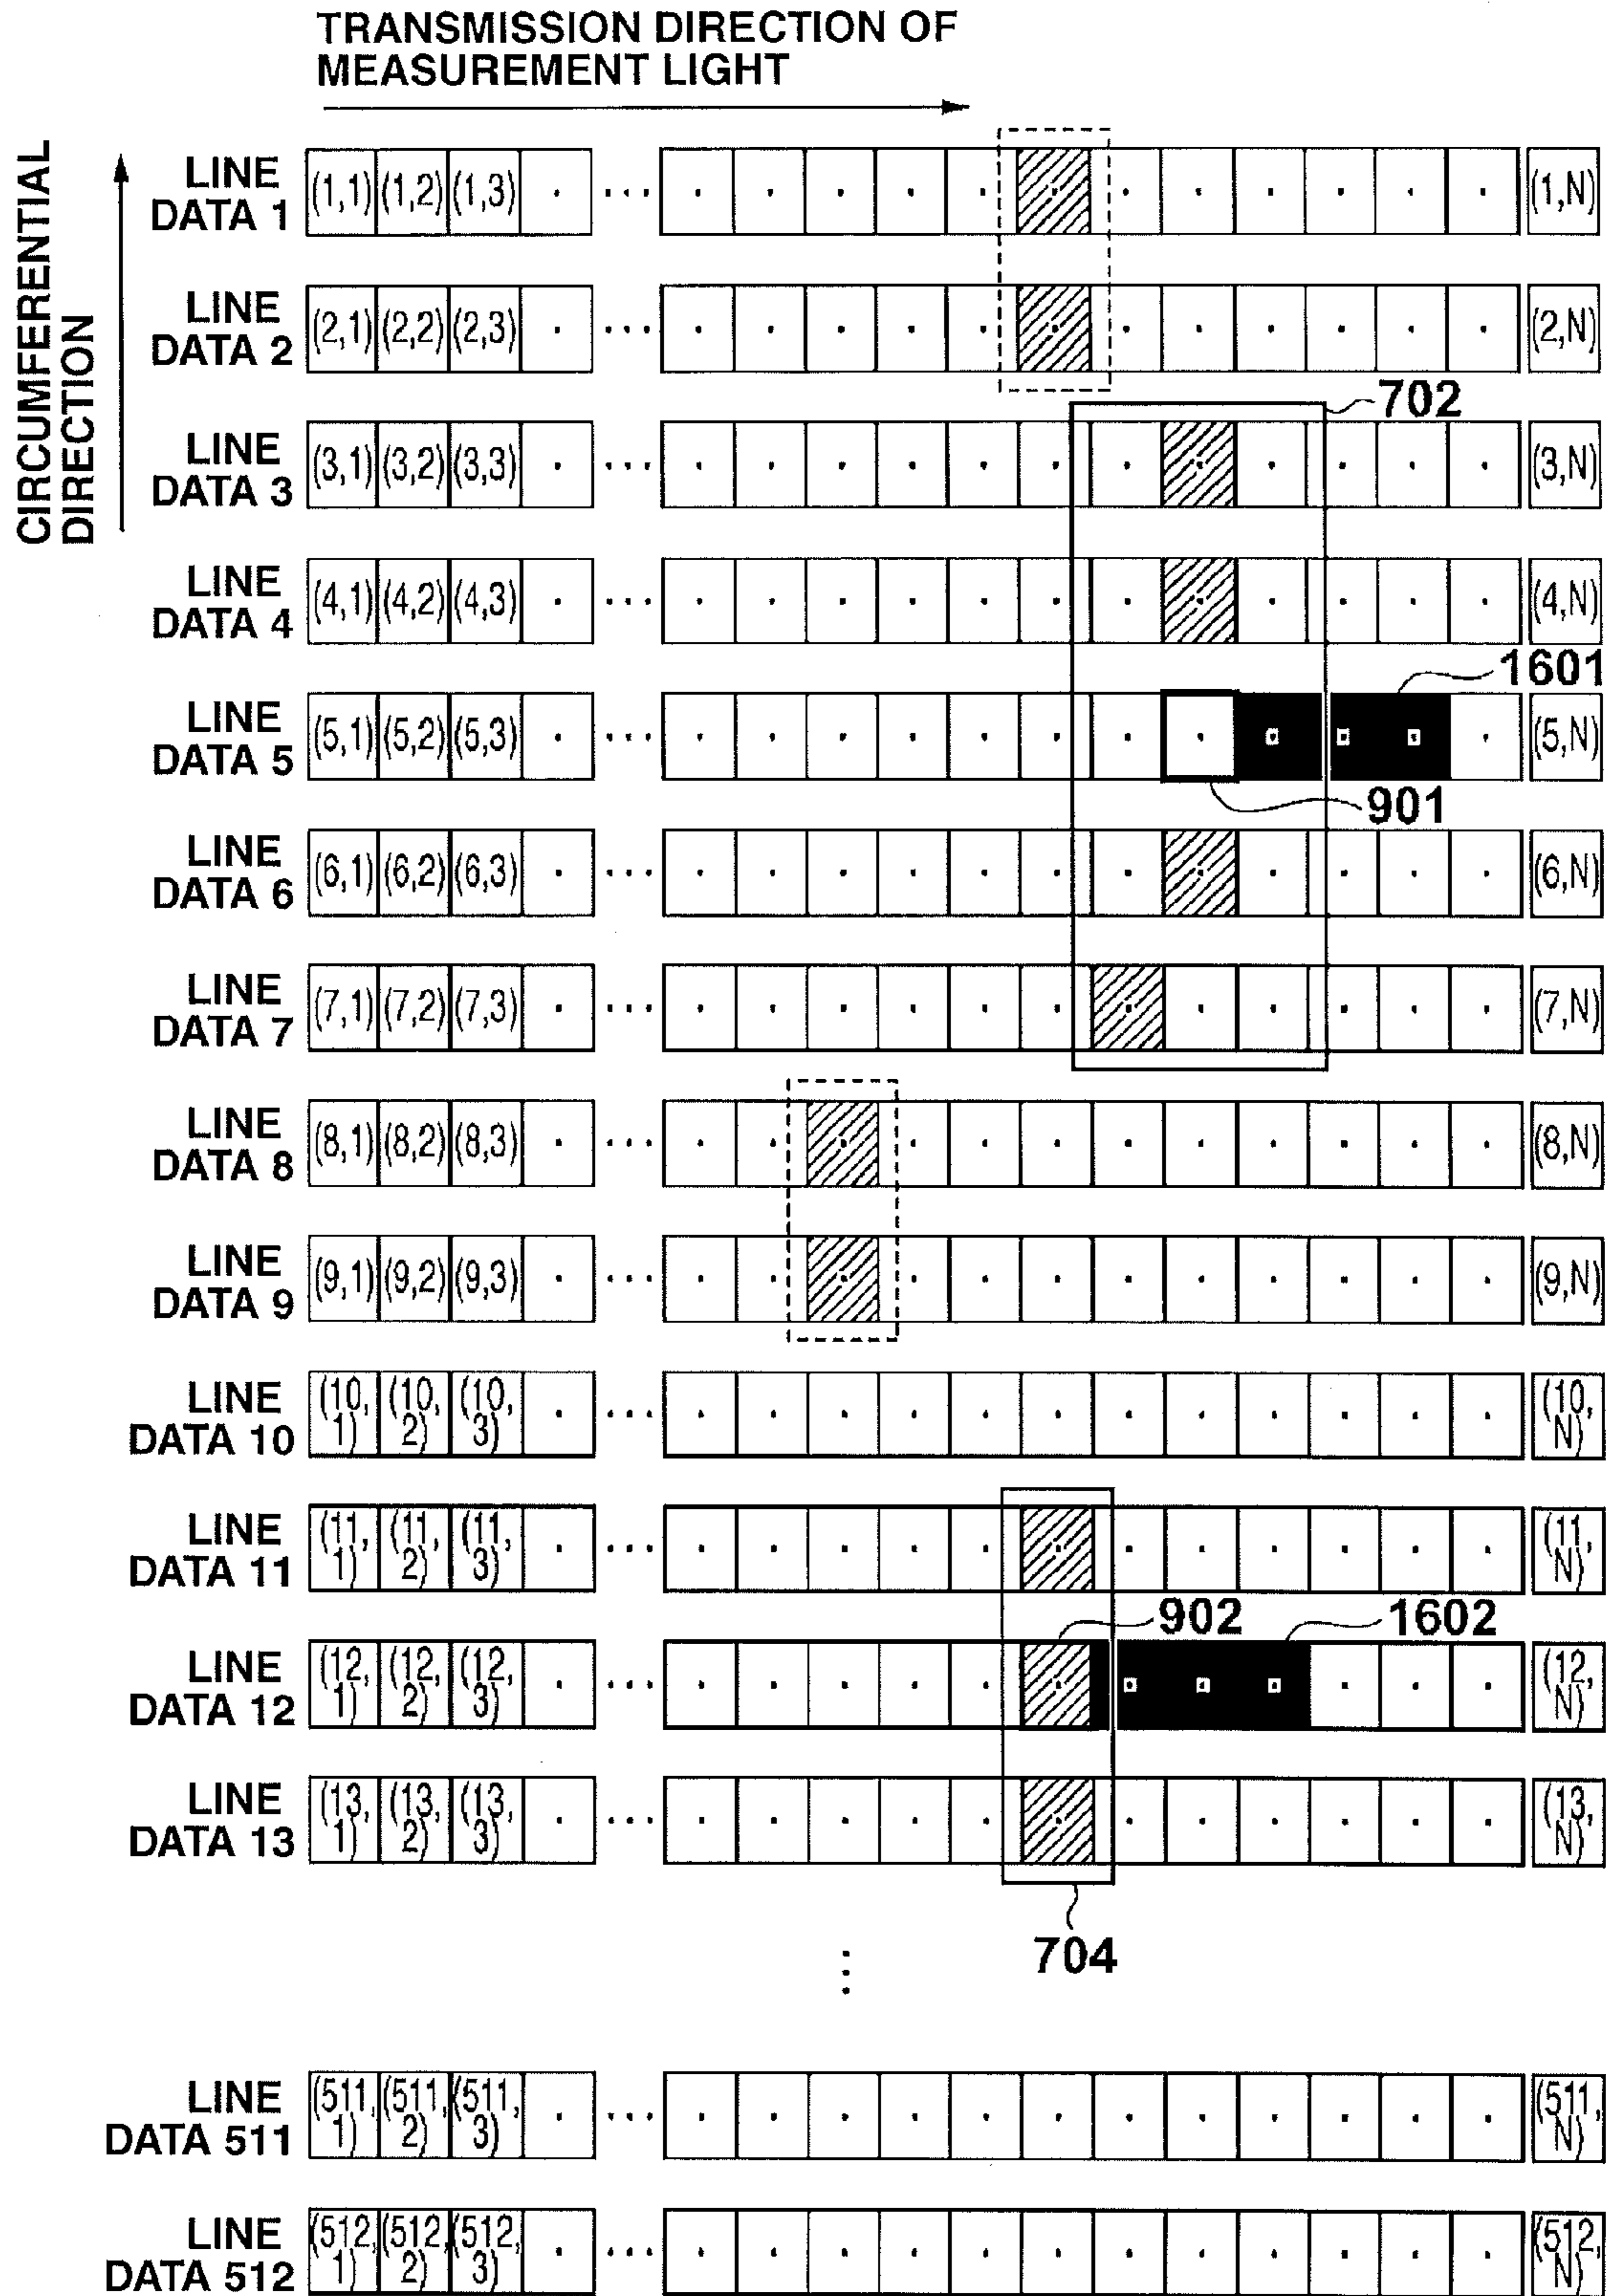 TRANSMISSION DIRECTION OF
MEASUREMENT LIGHT
CIRCUMFERENTIAL
DIRECTION
LINE
DATA 1
(1,1) (1,2) (1,3) · ··· · · · · · · · · · · · · (1,N)
LINE
DATA 2
(2,1) (2,2) (2,3) · ··· · · · · · · · · · · · · (2,N)
702
LINE
DATA 3
(3,1) (3,2) (3,3) · ··· · · · · · · · · · · · · (3,N)
LINE
DATA 4
(4,1) (4,2) (4,3) · ··· · · · · · · · · · · · · (4,N)
1601
LINE
DATA 5
(5,1) (5,2) (5,3) · ··· · · · · · · · · · · · · (5,N)
901
LINE
DATA 6
(6,1) (6,2) (6,3) · ··· · · · · · · · · · · · · (6,N)
LINE
DATA 7
(7,1) (7,2) (7,3) · ··· · · · · · · · · · · · · (7,N)
LINE
DATA 8
(8,1) (8,2) (8,3) · ··· · · · · · · · · · · · · (8,N)
LINE
DATA 9
(9,1) (9,2) (9,3) · ··· · · · · · · · · · · · · (9,N)
LINE
DATA 10
(10,1) (10,2) (10,3) · ··· · · · · · · · · · · · · (10,N)
LINE
DATA 11
(11,1) (11,2) (11,3) · ··· · · · · · · · · · · · · (11,N)
902 1602
LINE
DATA 12
(12,1) (12,2) (12,3) · ··· · · · · · · · · · · · · (12,N)
LINE
DATA 13
(13,1) (13,2) (13,3) · ··· · · · · · · · · · · · · (13,N)
704
⋮
LINE
DATA 511
(511,1) (511,2) (511,3) · ··· · · · · · · · · · · · · (511,N)
LINE
DATA 512
(512,1) (512,2) (512,3) · ··· · · · · · · · · · · · · (512,N)